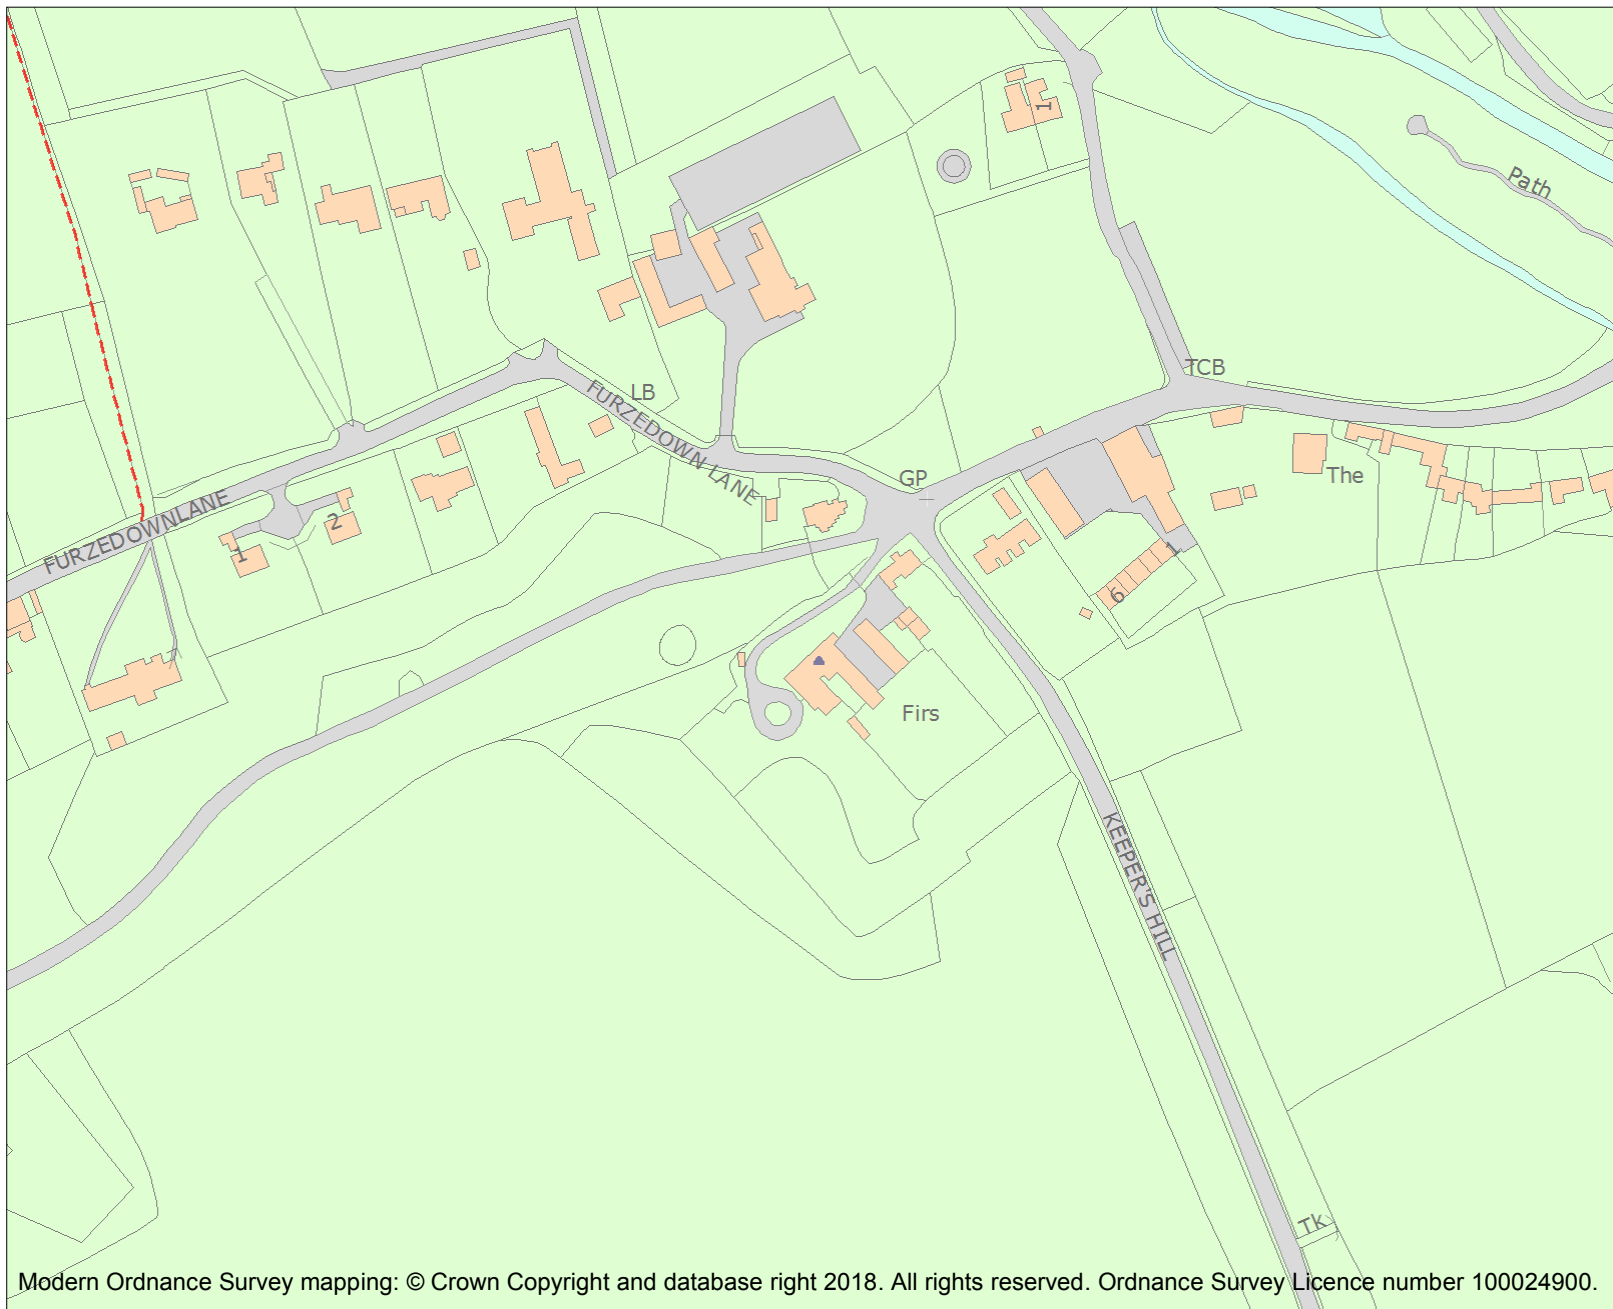 1
Path
TCB
LB
FURZEDOWN LANE
GP
The
FURZEDOWNLANE
2
1
1
6
Firs
KEEPER'S HILL
Tk
Modern Ordnance Survey mapping: © Crown Copyright and database right 2018. All rights reserved. Ordnance Survey Licence number 100024900.